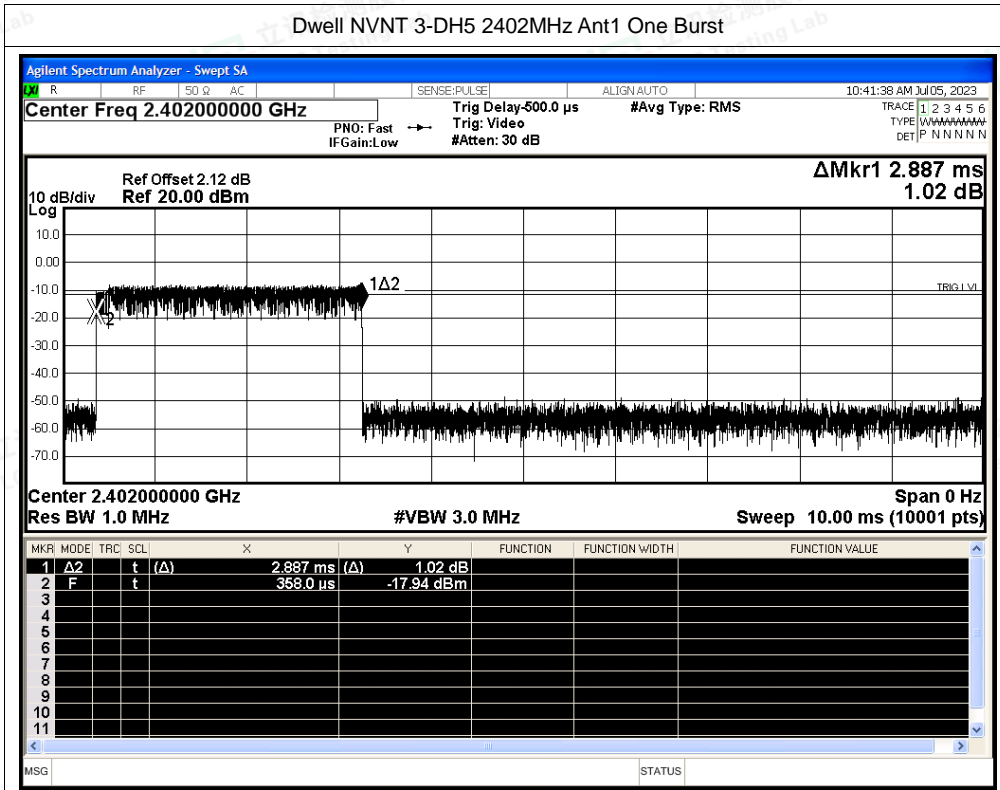 Dwell NVNT 3-DH5 2402MHz Ant1 One Burst
Agilent Spectrum Analyzer - Swept SA
LXI R RF 50 Ω AC SENSE:PULSE ALIGN AUTO 10:41:38 AM Jul 05, 2023
Center Freq 2.402000000 GHz Trig Delay-500.0 µs #Avg Type: RMS TRACE 1 2 3 4 5 6
PNO: Fast Trig: Video TYPE WWWWWW
IFGain:Low #Atten: 30 dB DET P N N N N N
ΔMkr1 2.887 ms
1.02 dB
Ref Offset 2.12 dB
10 dB/div Ref 20.00 dBm
Log
10.0
0.00
-10.0
1Δ2
TRIG LVL
-20.0
2
-30.0
-40.0
-50.0
-60.0
-70.0
Center 2.402000000 GHz Span 0 Hz
Res BW 1.0 MHz #VBW 3.0 MHz Sweep 10.00 ms (10001 pts)
MKR MODE TRC SCL X Y FUNCTION FUNCTION WIDTH FUNCTION VALUE
1 Δ2 t (Δ) 2.887 ms (Δ) 1.02 dB
2 F t 358.0 µs -17.94 dBm
3
4
5
6
7
8
9
10
11
MSG STATUS